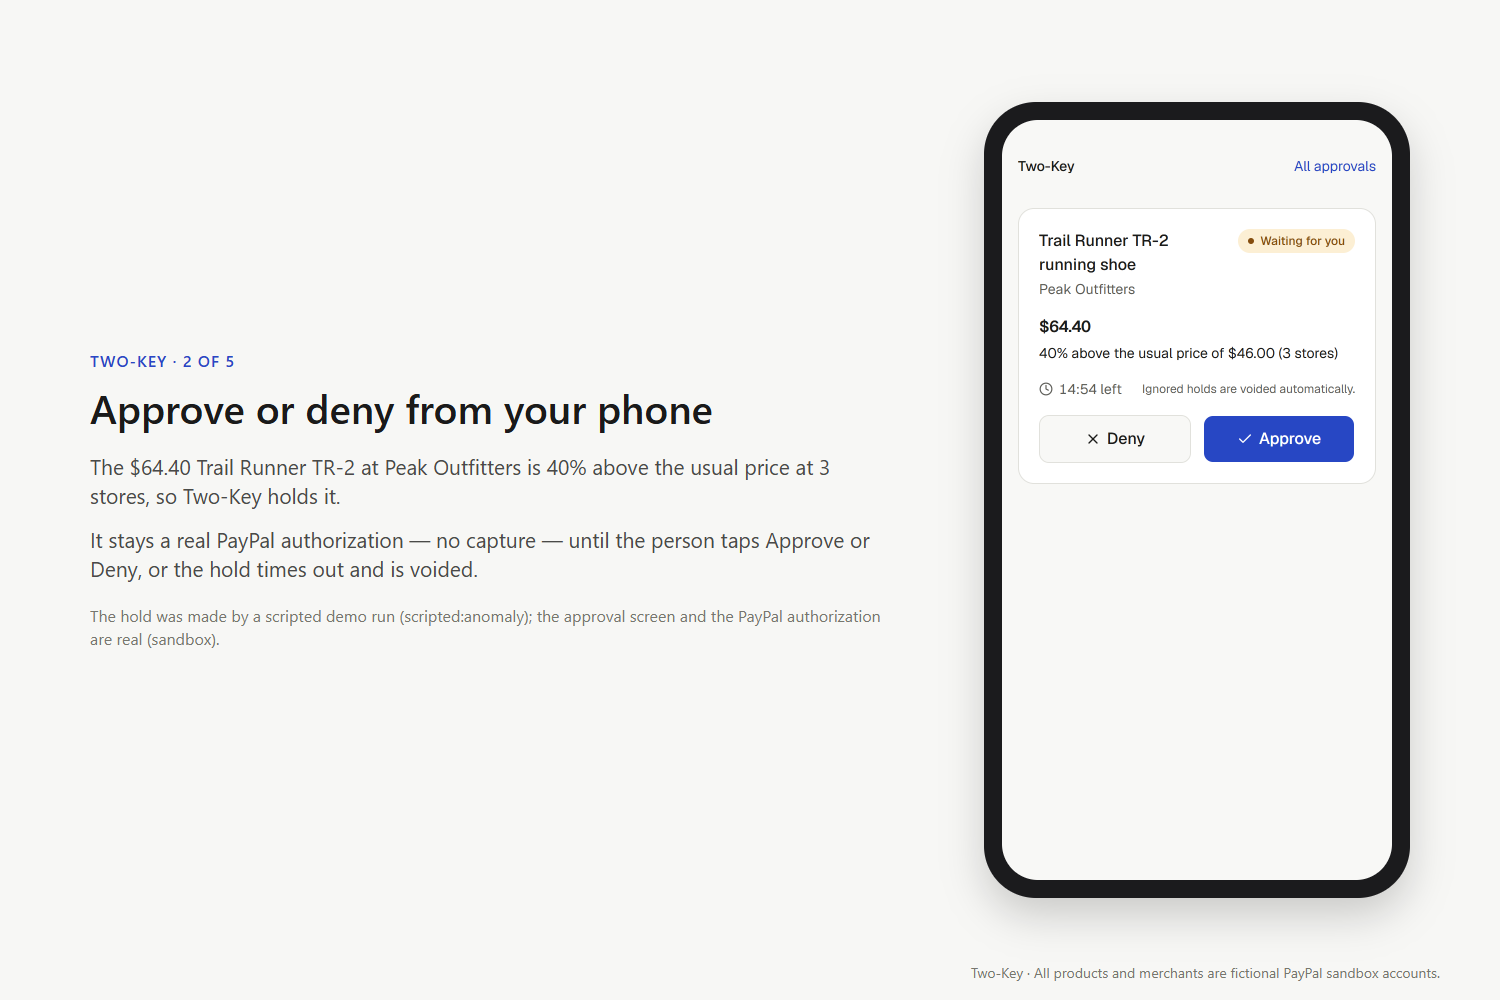 TWO-KEY · 2 OF 5
Approve or deny from your phone
The $64.40 Trail Runner TR-2 at Peak Outfitters is 40% above the usual price at 3
stores, so Two-Key holds it.
It stays a real PayPal authorization — no capture — until the person taps Approve or
Deny, or the hold times out and is voided.
The hold was made by a scripted demo run (scripted:anomaly); the approval screen and the PayPal authorization
are real (sandbox).
Two-Key
All approvals
Trail Runner TR-2
running shoe
Waiting for you
Peak Outfitters
$64.40
40% above the usual price of $46.00 (3 stores)
14:54 left
Ignored holds are voided automatically.
Deny
Approve
Two-Key · All products and merchants are fictional PayPal sandbox accounts.